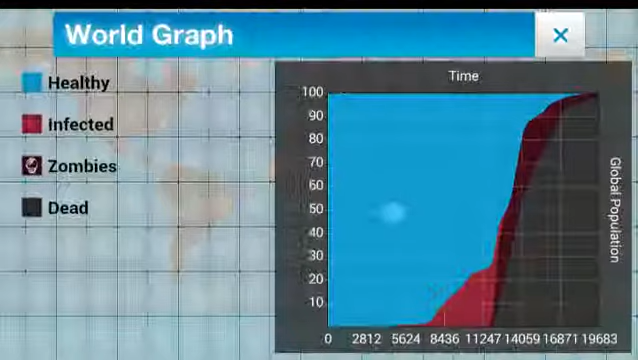 World Graph
×
Healthy
Infected
Zombies
Dead
Time
100
90
80
70
60
50
40
30
20
10
0 2812 5624 8436 11247 14059 16871 19683
Global Population